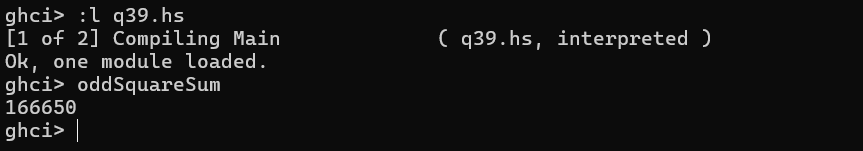 ghci> :l q39.hs
[1 of 2] Compiling Main             ( q39.hs, interpreted )
Ok, one module loaded.
ghci> oddSquareSum
166650
ghci>